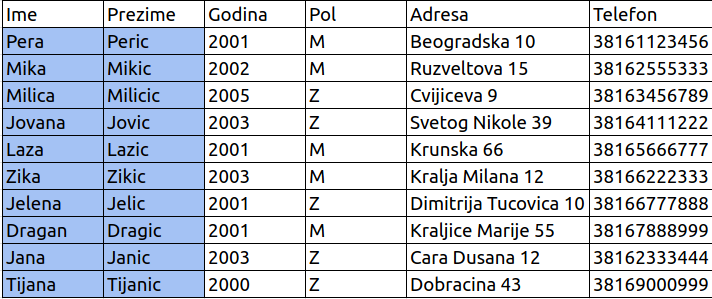 Ime Prezime Godina Pol Adresa Telefon
Pera Peric 2001 M Beogradska 10 38161123456
Mika Mikic 2002 M Ruzveltova 15 38162555333
Milica Milicic 2005 Z Cvijiceva 9 38163456789
Jovana Jovic 2003 Z Svetog Nikole 39 38164111222
Laza Lazic 2001 M Krunska 66 38165666777
Zika Zikic 2003 M Kralja Milana 12 38166222333
Jelena Jelic 2001 Z Dimitrija Tucovica 10 38166777888
Dragan Dragic 2001 M Kraljice Marije 55 38167888999
Jana Janic 2003 Z Cara Dusana 12 38162333444
Tijana Tijanic 2000 Z Dobracina 43 38169000999